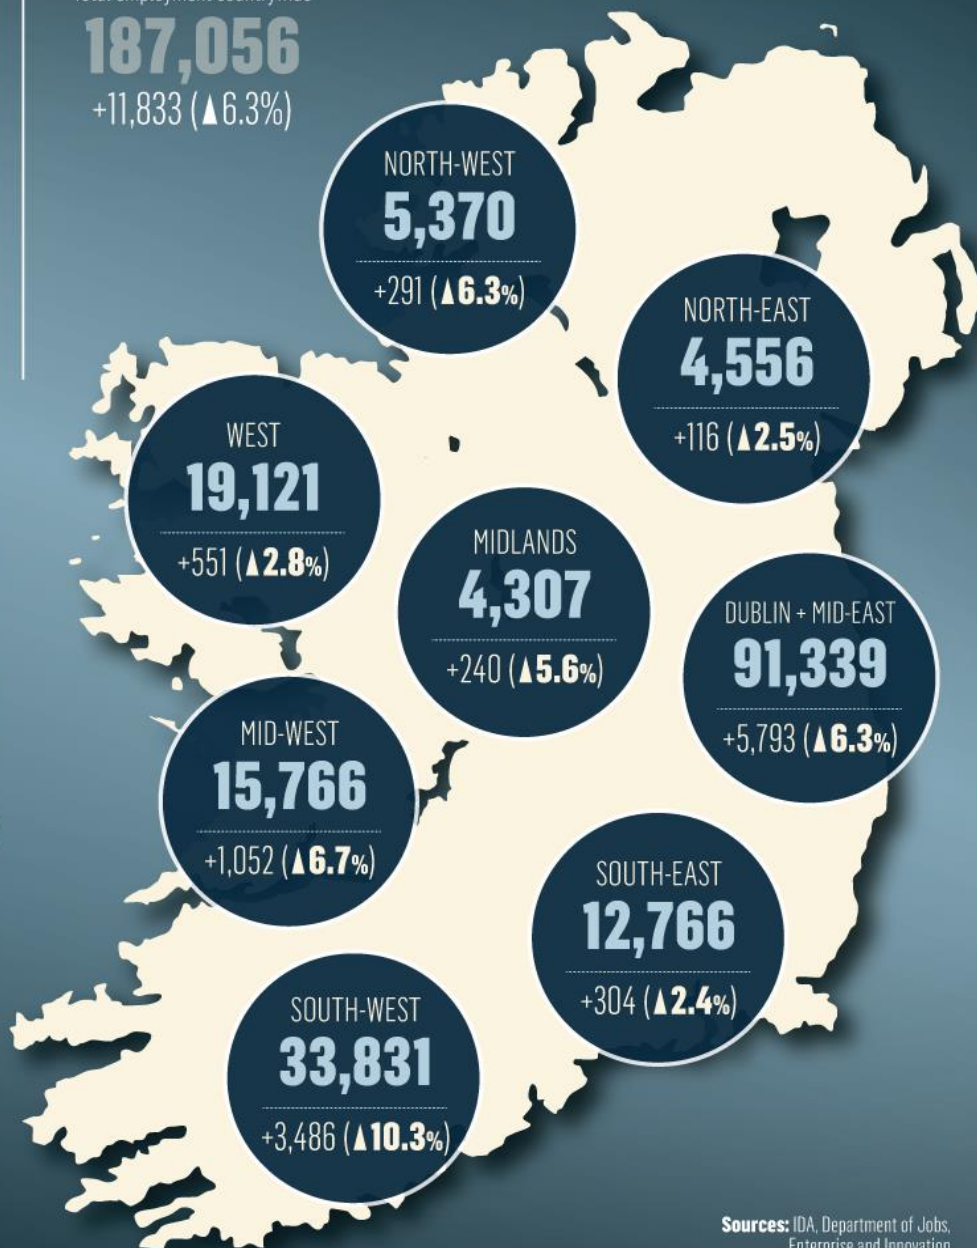 187,056
+11,833 (▲6.3%)
NORTH-WEST
5,370
+291 (▲6.3%)
NORTH-EAST
4,556
+116 (▲2.5%)
WEST
19,121
+551 (▲2.8%)
MIDLANDS
4,307
+240 (▲5.6%)
DUBLIN + MID-EAST
91,339
+5,793 (▲6.3%)
MID-WEST
15,766
+1,052 (▲6.7%)
SOUTH-EAST
12,766
+304 (▲2.4%)
SOUTH-WEST
33,831
+3,486 (▲10.3%)
Sources: IDA, Department of Jobs,
Enterprise and Innovation